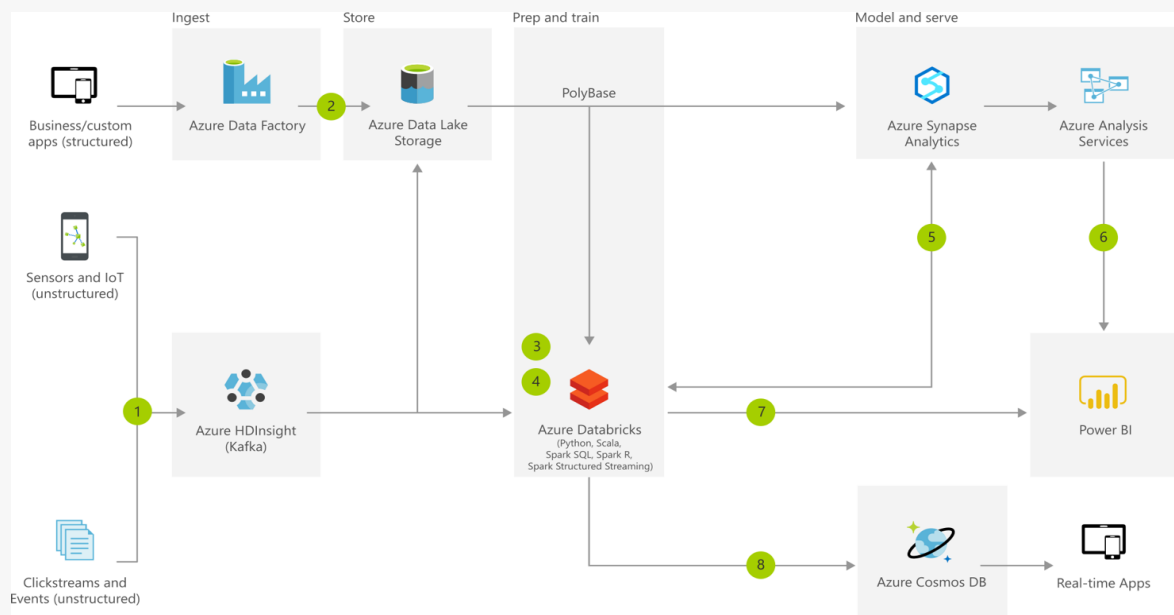 Ingest
Store
Prep and train
Model and serve
Business/custom
apps (structured)
Azure Data Factory
2
Azure Data Lake
Storage
PolyBase
Azure Synapse
Analytics
Azure Analysis
Services
Sensors and IoT
(unstructured)
5
6
1
Azure HDInsight
(Kafka)
3
4
Azure Databricks
(Python, Scala,
Spark SQL, Spark R,
Spark Structured Streaming)
7
Power BI
Clickstreams and
Events (unstructured)
8
Azure Cosmos DB
Real-time Apps